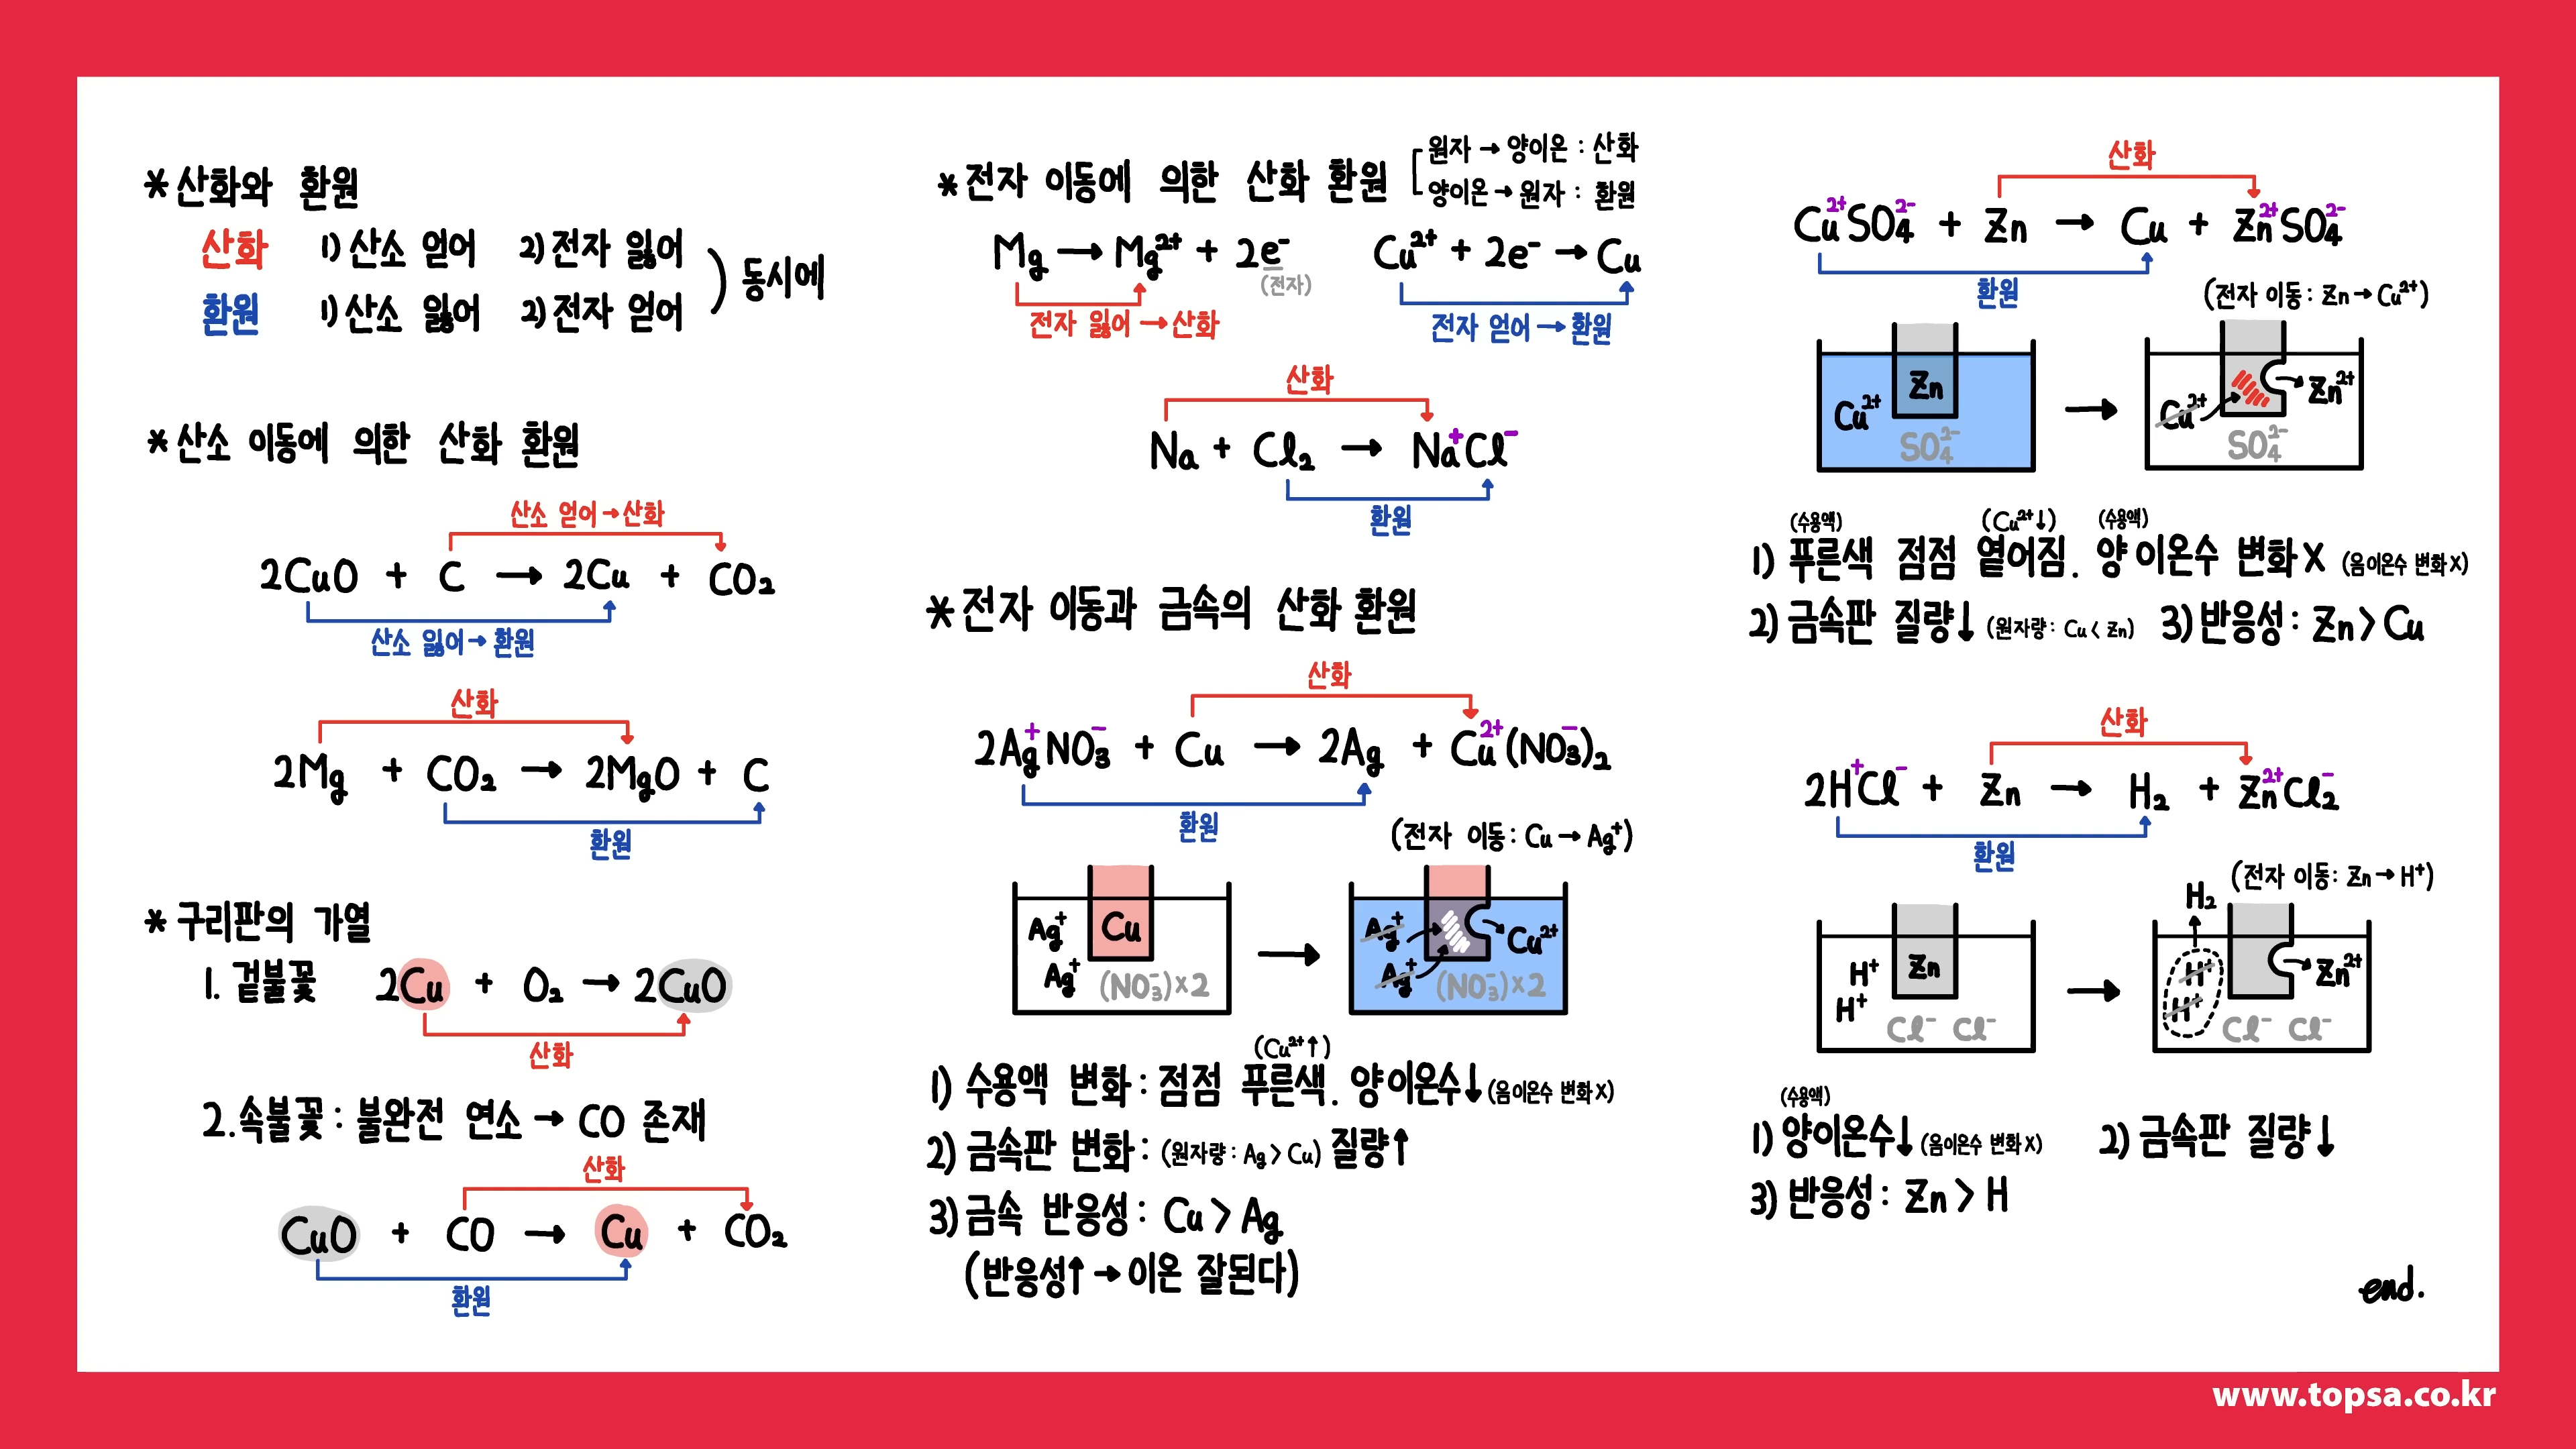 *산화와 환원
산화 1) 산소 얻어 2) 전자 잃어
환원 1) 산소 잃어 2) 전자 얻어
) 동시에
*산소 이동에 의한 산화 환원
산소 얻어→산화
2CuO + C → 2Cu + CO₂
산소 잃어→환원
산화
2Mg + CO₂ → 2MgO + C
환원
* 구리판의 가열
1. 겉불꽃 2Cu + O₂ → 2CuO
산화
2.속불꽃: 불완전 연소 → CO 존재
산화
CuO + CO → Cu + CO₂
환원
*전자 이동에 의한 산화 환원
원자 → 양이온 : 산화
양이온 → 원자 : 환원
Mg → Mg²⁺ + 2e⁻
(전자)
전자 잃어 → 산화
Cu²⁺ + 2e⁻ → Cu
전자 얻어 → 환원
산화
Na + Cl₂ → Na⁺Cl⁻
환원
*전자 이동과 금속의 산화 환원
산화
2Ag⁺NO₃⁻ + Cu → 2Ag + Cu²⁺(NO₃⁻)₂
환원
(전자 이동: Cu → Ag⁺)
Ag⁺ Cu
Ag⁺ (NO₃⁻)×2
→
Ag⁺ Cu²⁺
Ag⁺ (NO₃⁻)×2
(Cu²⁺↑)
1) 수용액 변화: 점점 푸른색. 양이온수↓(음이온수 변화X)
2) 금속판 변화: (원자량: Ag > Cu) 질량↑
3) 금속 반응성: Cu > Ag
(반응성↑ → 이온 잘된다)
산화
Cu²⁺SO₄²⁻ + Zn → Cu + Zn²⁺SO₄²⁻
환원
(전자 이동: Zn → Cu²⁺)
Zn
Cu²⁺
SO₄²⁻
→
Zn²⁺
Cu²⁺
SO₄²⁻
(수용액) (Cu²⁺↓) (수용액)
1) 푸른색 점점 옅어짐. 양이온수 변화X (음이온수 변화X)
2) 금속판 질량↓ (원자량: Cu < Zn) 3) 반응성: Zn > Cu
산화
2H⁺Cl⁻ + Zn → H₂ + Zn²⁺Cl₂⁻
환원
(전자 이동: Zn → H⁺)
H⁺ Zn
H⁺
Cl⁻ Cl⁻
→
H₂
H⁺ Zn²⁺
H⁺
Cl⁻ Cl⁻
(수용액)
1) 양이온수↓(음이온수 변화X) 2) 금속판 질량↓
3) 반응성: Zn > H
end.
www.topsa.co.kr